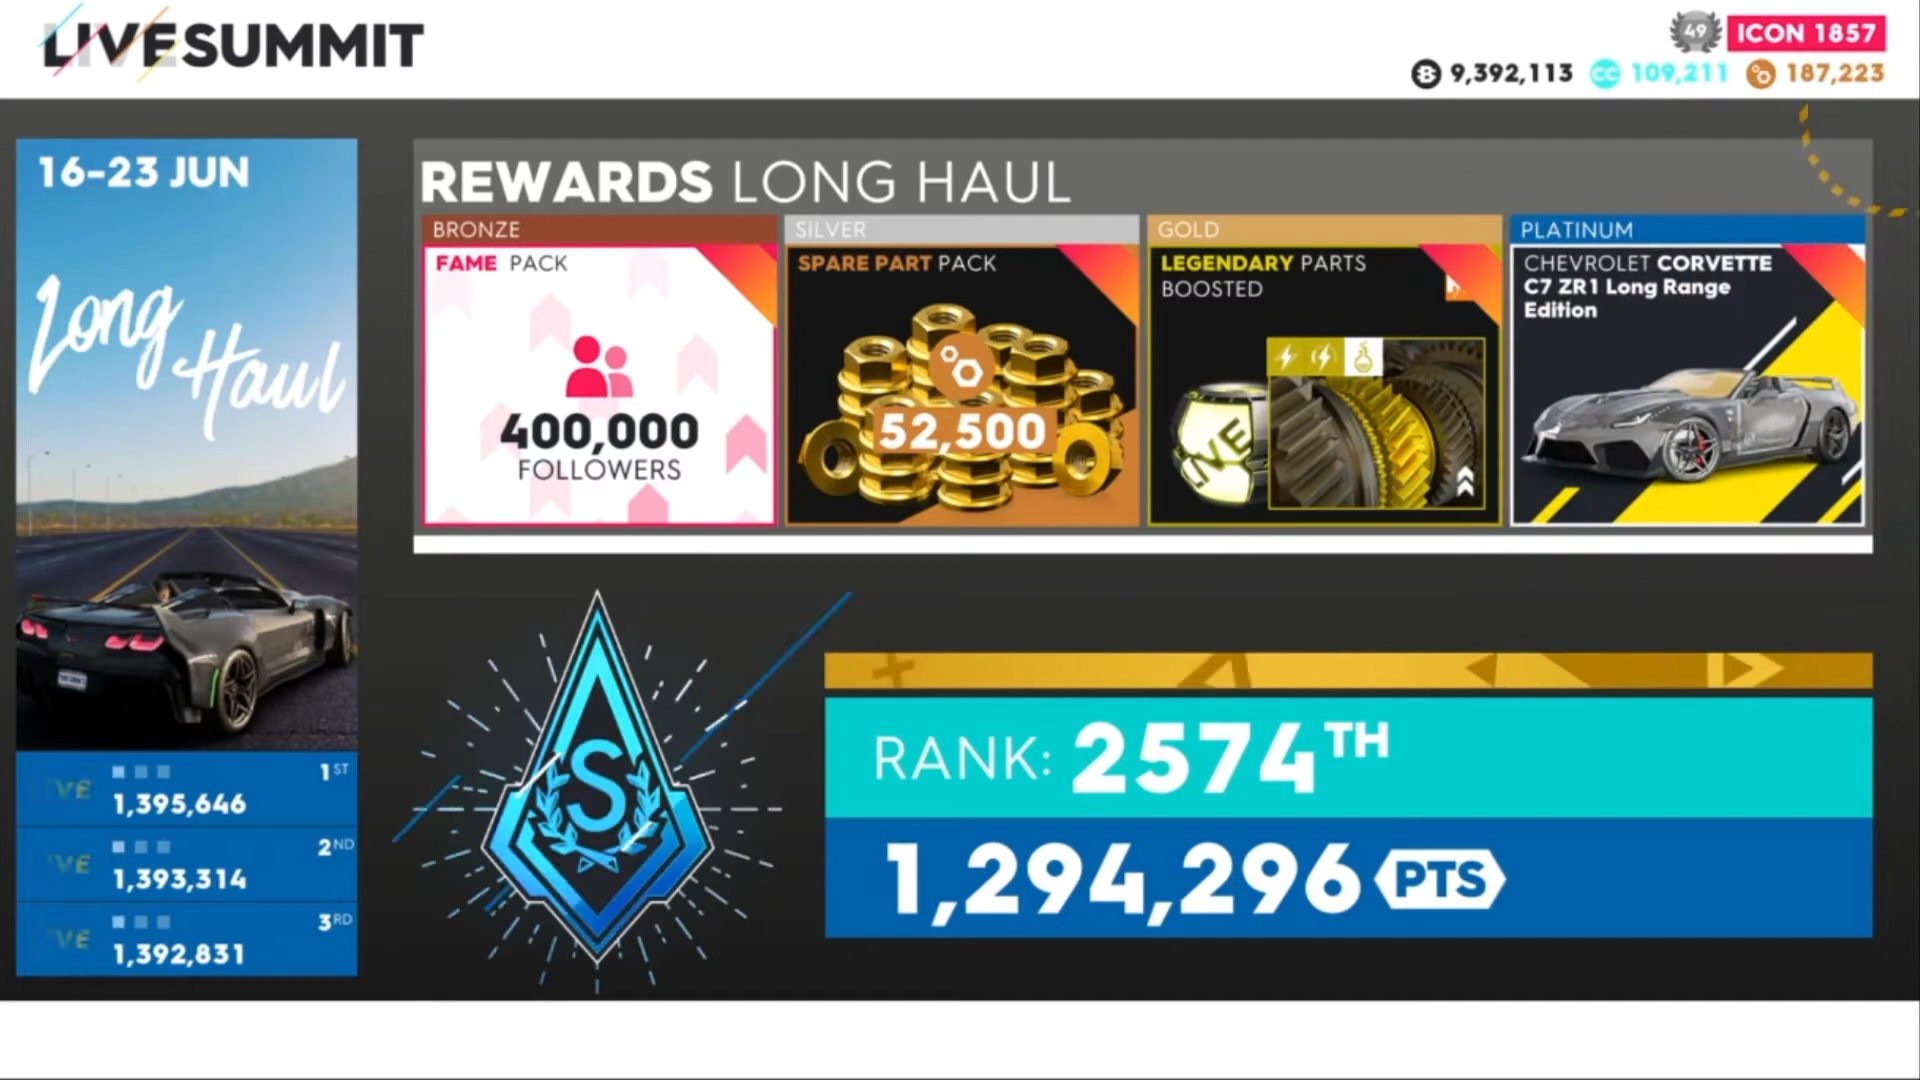 LIVESUMMIT
49 ICON 1857
9,392,113 CC 109,211 187,223
16-23 JUN
Long
Haul
REWARDS LONG HAUL
BRONZE
FAME PACK
400,000
FOLLOWERS
SILVER
SPARE PART PACK
52,500
GOLD
LEGENDARY PARTS
BOOSTED
LIVE
PLATINUM
CHEVROLET CORVETTE
C7 ZR1 Long Range
Edition
1ST
1,395,646
2ND
1,393,314
3RD
1,392,831
S
RANK: 2574TH
1,294,296 PTS